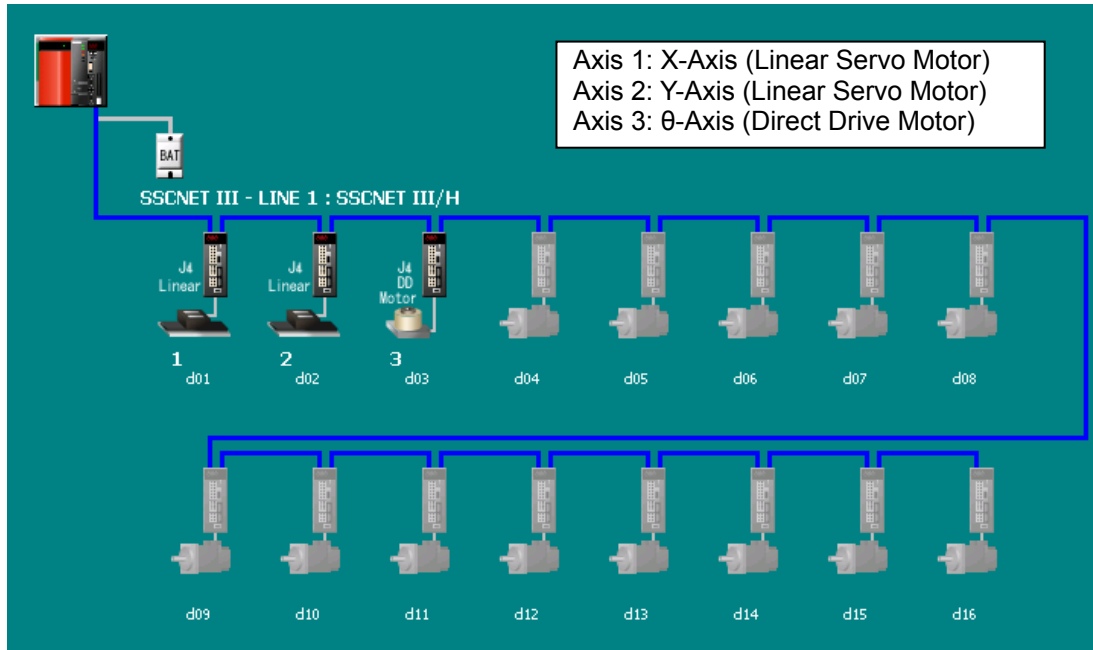 Axis 1: X-Axis (Linear Servo Motor)
Axis 2: Y-Axis (Linear Servo Motor)
Axis 3: θ-Axis (Direct Drive Motor)
BAT
SSCNET III - LINE 1 : SSCNET III/H
J4
Linear
J4
Linear
J4
DD
Motor
1
2
3
d01
d02
d03
d04
d05
d06
d07
d08
d09
d10
d11
d12
d13
d14
d15
d16